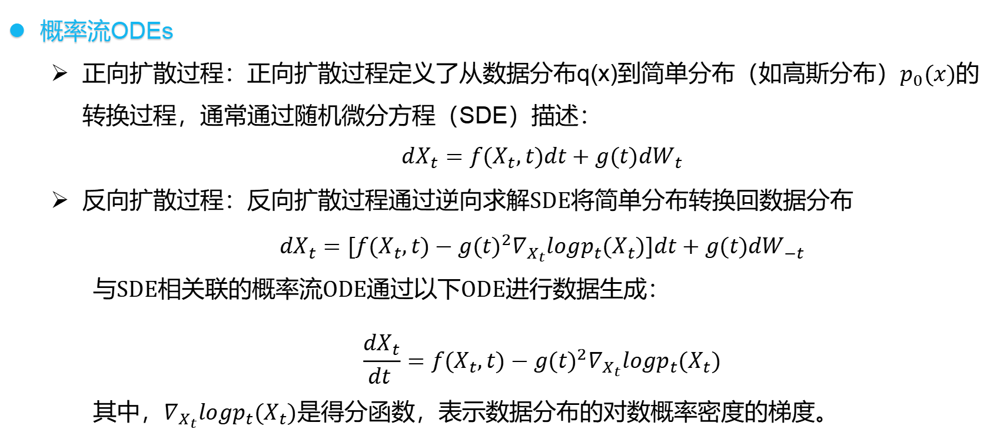 概率流ODEs
正向扩散过程：正向扩散过程定义了从数据分布q(x)到简单分布（如高斯分布）$p_0(x)$的
转换过程，通常通过随机微分方程（SDE）描述：
$dX_t = f(X_t, t)dt + g(t)dW_t$
反向扩散过程：反向扩散过程通过逆向求解SDE将简单分布转换回数据分布
$dX_t = [f(X_t, t) - g(t)^2 \nabla_{X_t} logp_t(X_t)]dt + g(t)dW_{-t}$
与SDE相关联的概率流ODE通过以下ODE进行数据生成：
$\frac{dX_t}{dt} = f(X_t, t) - g(t)^2 \nabla_{X_t} logp_t(X_t)$
其中，$\nabla_{X_t} logp_t(X_t)$是得分函数，表示数据分布的对数概率密度的梯度。